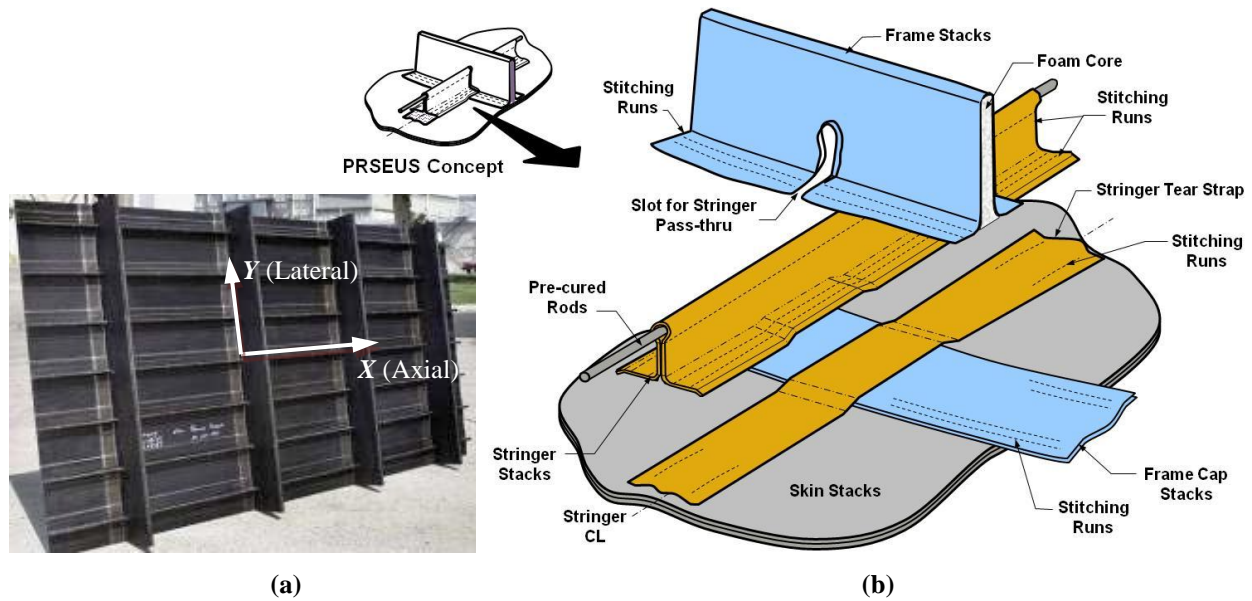 PRSEUS Concept
Frame Stacks
Foam Core
Stitching
Runs
Stitching
Runs
Slot for Stringer
Pass-thru
Stringer Tear Strap
Stitching
Runs
Y (Lateral)
X (Axial)
Pre-cured
Rods
Stringer
Stacks
Skin Stacks
Frame Cap
Stacks
Stringer
CL
Stitching
Runs
(a)
(b)